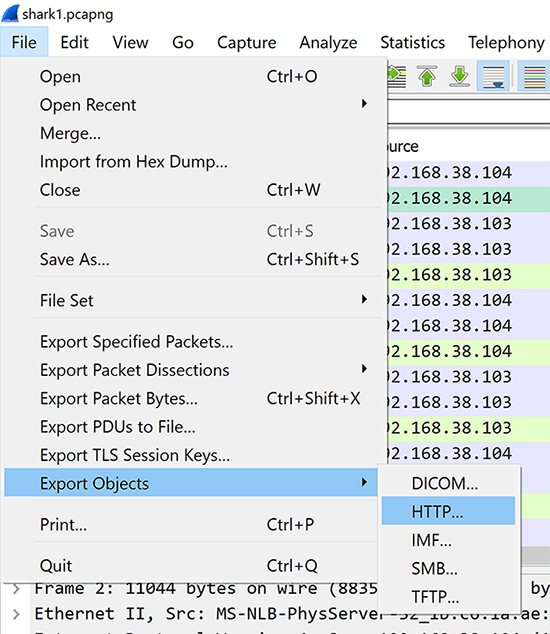 shark1.pcapng
File Edit View Go Capture Analyze Statistics Telephony
Open Ctrl+O
Open Recent
Merge...
Import from Hex Dump...
Close Ctrl+W
Save Ctrl+S
Save As... Ctrl+Shift+S
File Set
Export Specified Packets...
Export Packet Dissections
Export Packet Bytes... Ctrl+Shift+X
Export PDUs to File...
Export TLS Session Keys...
Export Objects
Print... Ctrl+P
Quit Ctrl+Q
DICOM...
HTTP...
IMF...
SMB...
TFTP...
ource
92.168.38.104
92.168.38.104
92.168.38.103
92.168.38.103
92.168.38.103
92.168.38.104
92.168.38.104
92.168.38.104
92.168.38.103
92.168.38.103
92.168.38.103
92.168.38.104
Frame 2: 11044 bytes on wire (8835 by
Ethernet II, Src: MS-NLB-PhysServer-